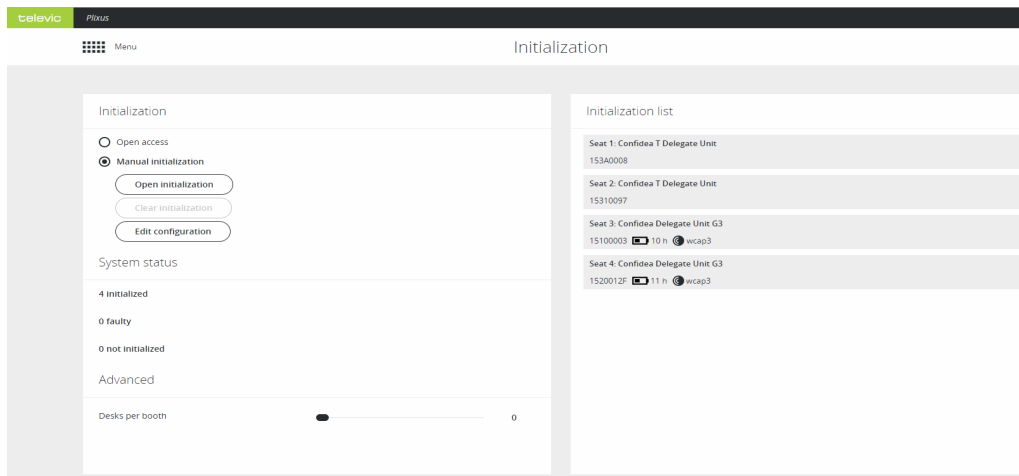 televic Plixus
Menu
Initialization
Initialization
Open access
Manual initialization
Open initialization
Clear initialization
Edit configuration
System status
4 initialized
0 faulty
0 not initialized
Advanced
Desks per booth 0
Initialization list
Seat 1: Confidea T Delegate Unit
153A0008
Seat 2: Confidea T Delegate Unit
15310097
Seat 3: Confidea Delegate Unit G3
15100003 10 h wcap3
Seat 4: Confidea Delegate Unit G3
1520012F 11 h wcap3